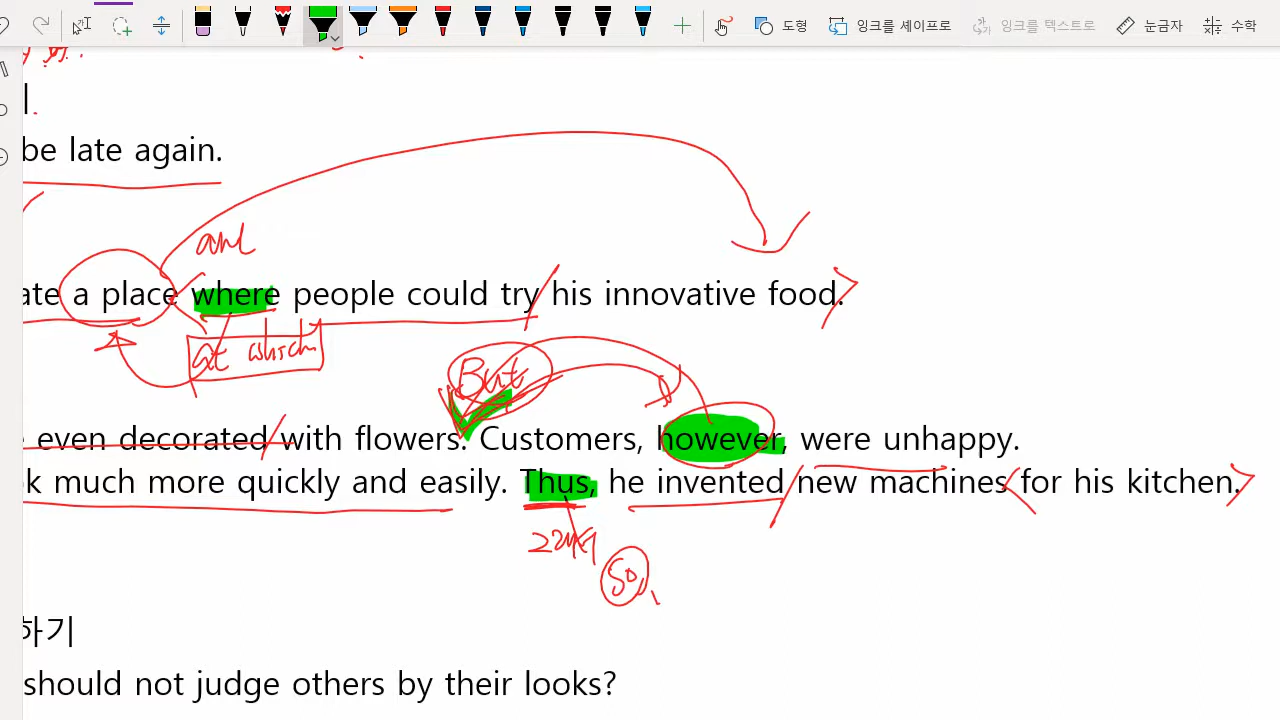 도형 잉크를 셰이프로 잉크를 텍스트로 눈금자 수학
be late again.
and
ate a place where people could try his innovative food.
at which
But
even decorated with flowers. Customers, however, were unhappy.
k much more quickly and easily. Thus, he invented new machines for his kitchen.
So,
하기
should not judge others by their looks?